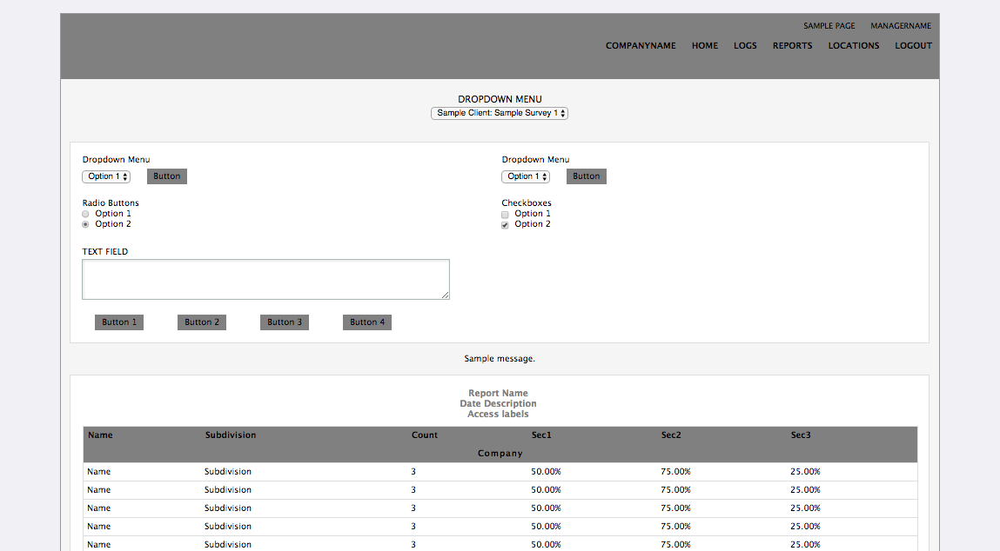 SAMPLE PAGE MANAGERNAME
COMPANYNAME HOME LOGS REPORTS LOCATIONS LOGOUT
DROPDOWN MENU
Sample Client: Sample Survey 1
Dropdown Menu Dropdown Menu
Option 1 Button Option 1 Button
Radio Buttons Checkboxes
Option 1 Option 1
Option 2 Option 2
TEXT FIELD
Button 1 Button 2 Button 3 Button 4
Sample message.
Report Name
Date Description
Access labels
Name Subdivision Count Sec1 Sec2 Sec3
Company
Name Subdivision 3 50.00% 75.00% 25.00%
Name Subdivision 3 50.00% 75.00% 25.00%
Name Subdivision 3 50.00% 75.00% 25.00%
Name Subdivision 3 50.00% 75.00% 25.00%
Name Subdivision 3 50.00% 75.00% 25.00%